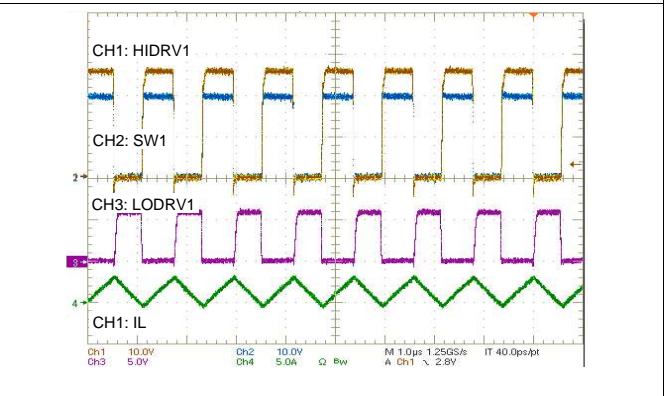 CH1: HIDRV1
CH2: SW1
2
CH3: LODRV1
3
4
CH1: IL
Ch1 10.0V Ch2 10.0V M 1.0µs 1.25GS/s IT 40.0ps/pt
Ch3 5.0V Ch4 5.0A Ω Bw A Ch1 ╲ 2.8V